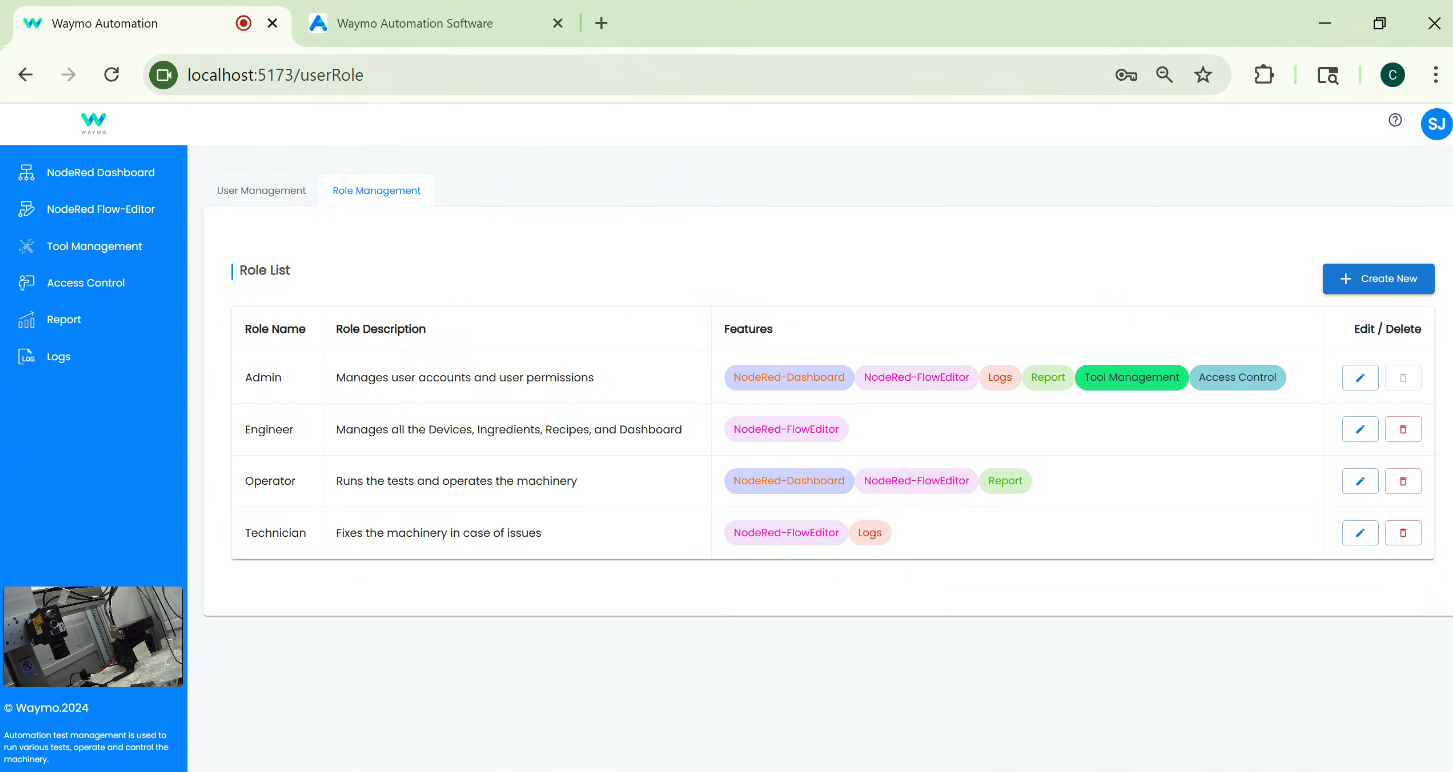 Waymo Automation
Waymo Automation Software
localhost:5173/userRole
C
WAYMO
SJ
NodeRed Dashboard
NodeRed Flow-Editor
Tool Management
Access Control
Report
LOG Logs
User Management Role Management
Role List
+ Create New
Role Name Role Description Features Edit / Delete
Admin Manages user accounts and user permissions NodeRed-Dashboard NodeRed-FlowEditor Logs Report Tool Management Access Control
Engineer Manages all the Devices, Ingredients, Recipes, and Dashboard NodeRed-FlowEditor
Operator Runs the tests and operates the machinery NodeRed-Dashboard NodeRed-FlowEditor Report
Technician Fixes the machinery in case of issues NodeRed-FlowEditor Logs
© Waymo.2024
Automation test management is used to
run various tests, operate and control the
machinery.